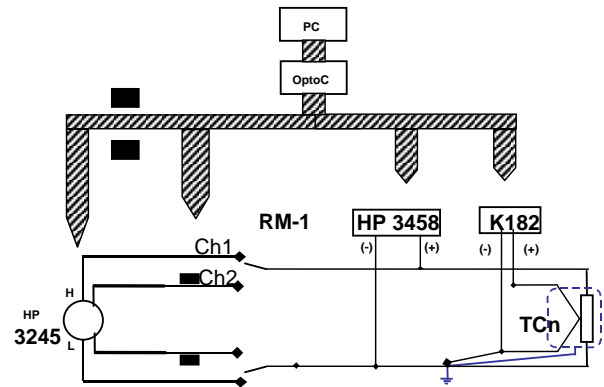 PC
OptoC
RM-1
HP 3458
K182
(-)
(+)
(-)
(+)
Ch1
Ch2
H
HP
3245
L
TCn